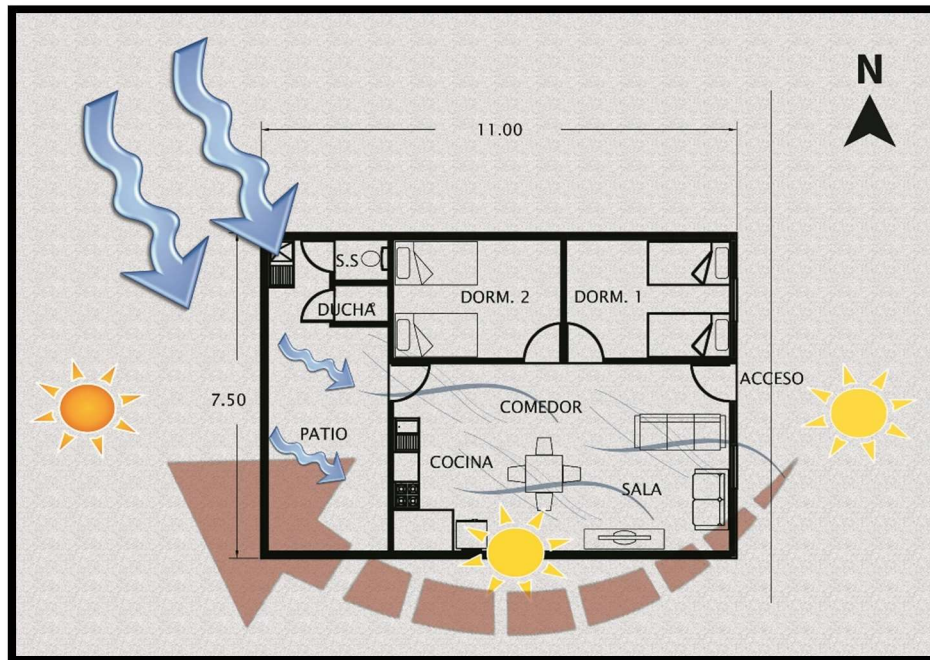 N
11.00
S.S
DUCHA
DORM. 2
DORM. 1
ACCESO
7.50
COMEDOR
PATIO
COCINA
SALA